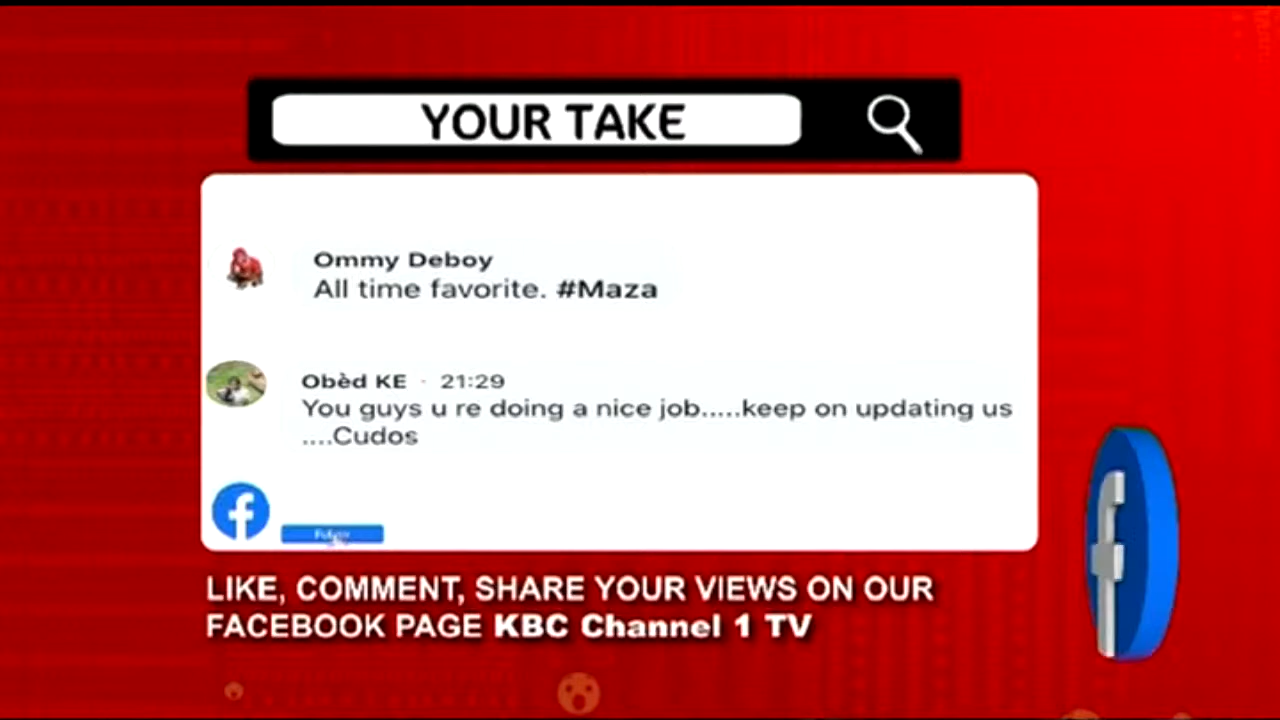 YOUR TAKE
Ommy Deboy
All time favorite. #Maza
Obèd KE · 21:29
You guys u re doing a nice job.....keep on updating us
....Cudos
Follow
LIKE, COMMENT, SHARE YOUR VIEWS ON OUR
FACEBOOK PAGE KBC Channel 1 TV